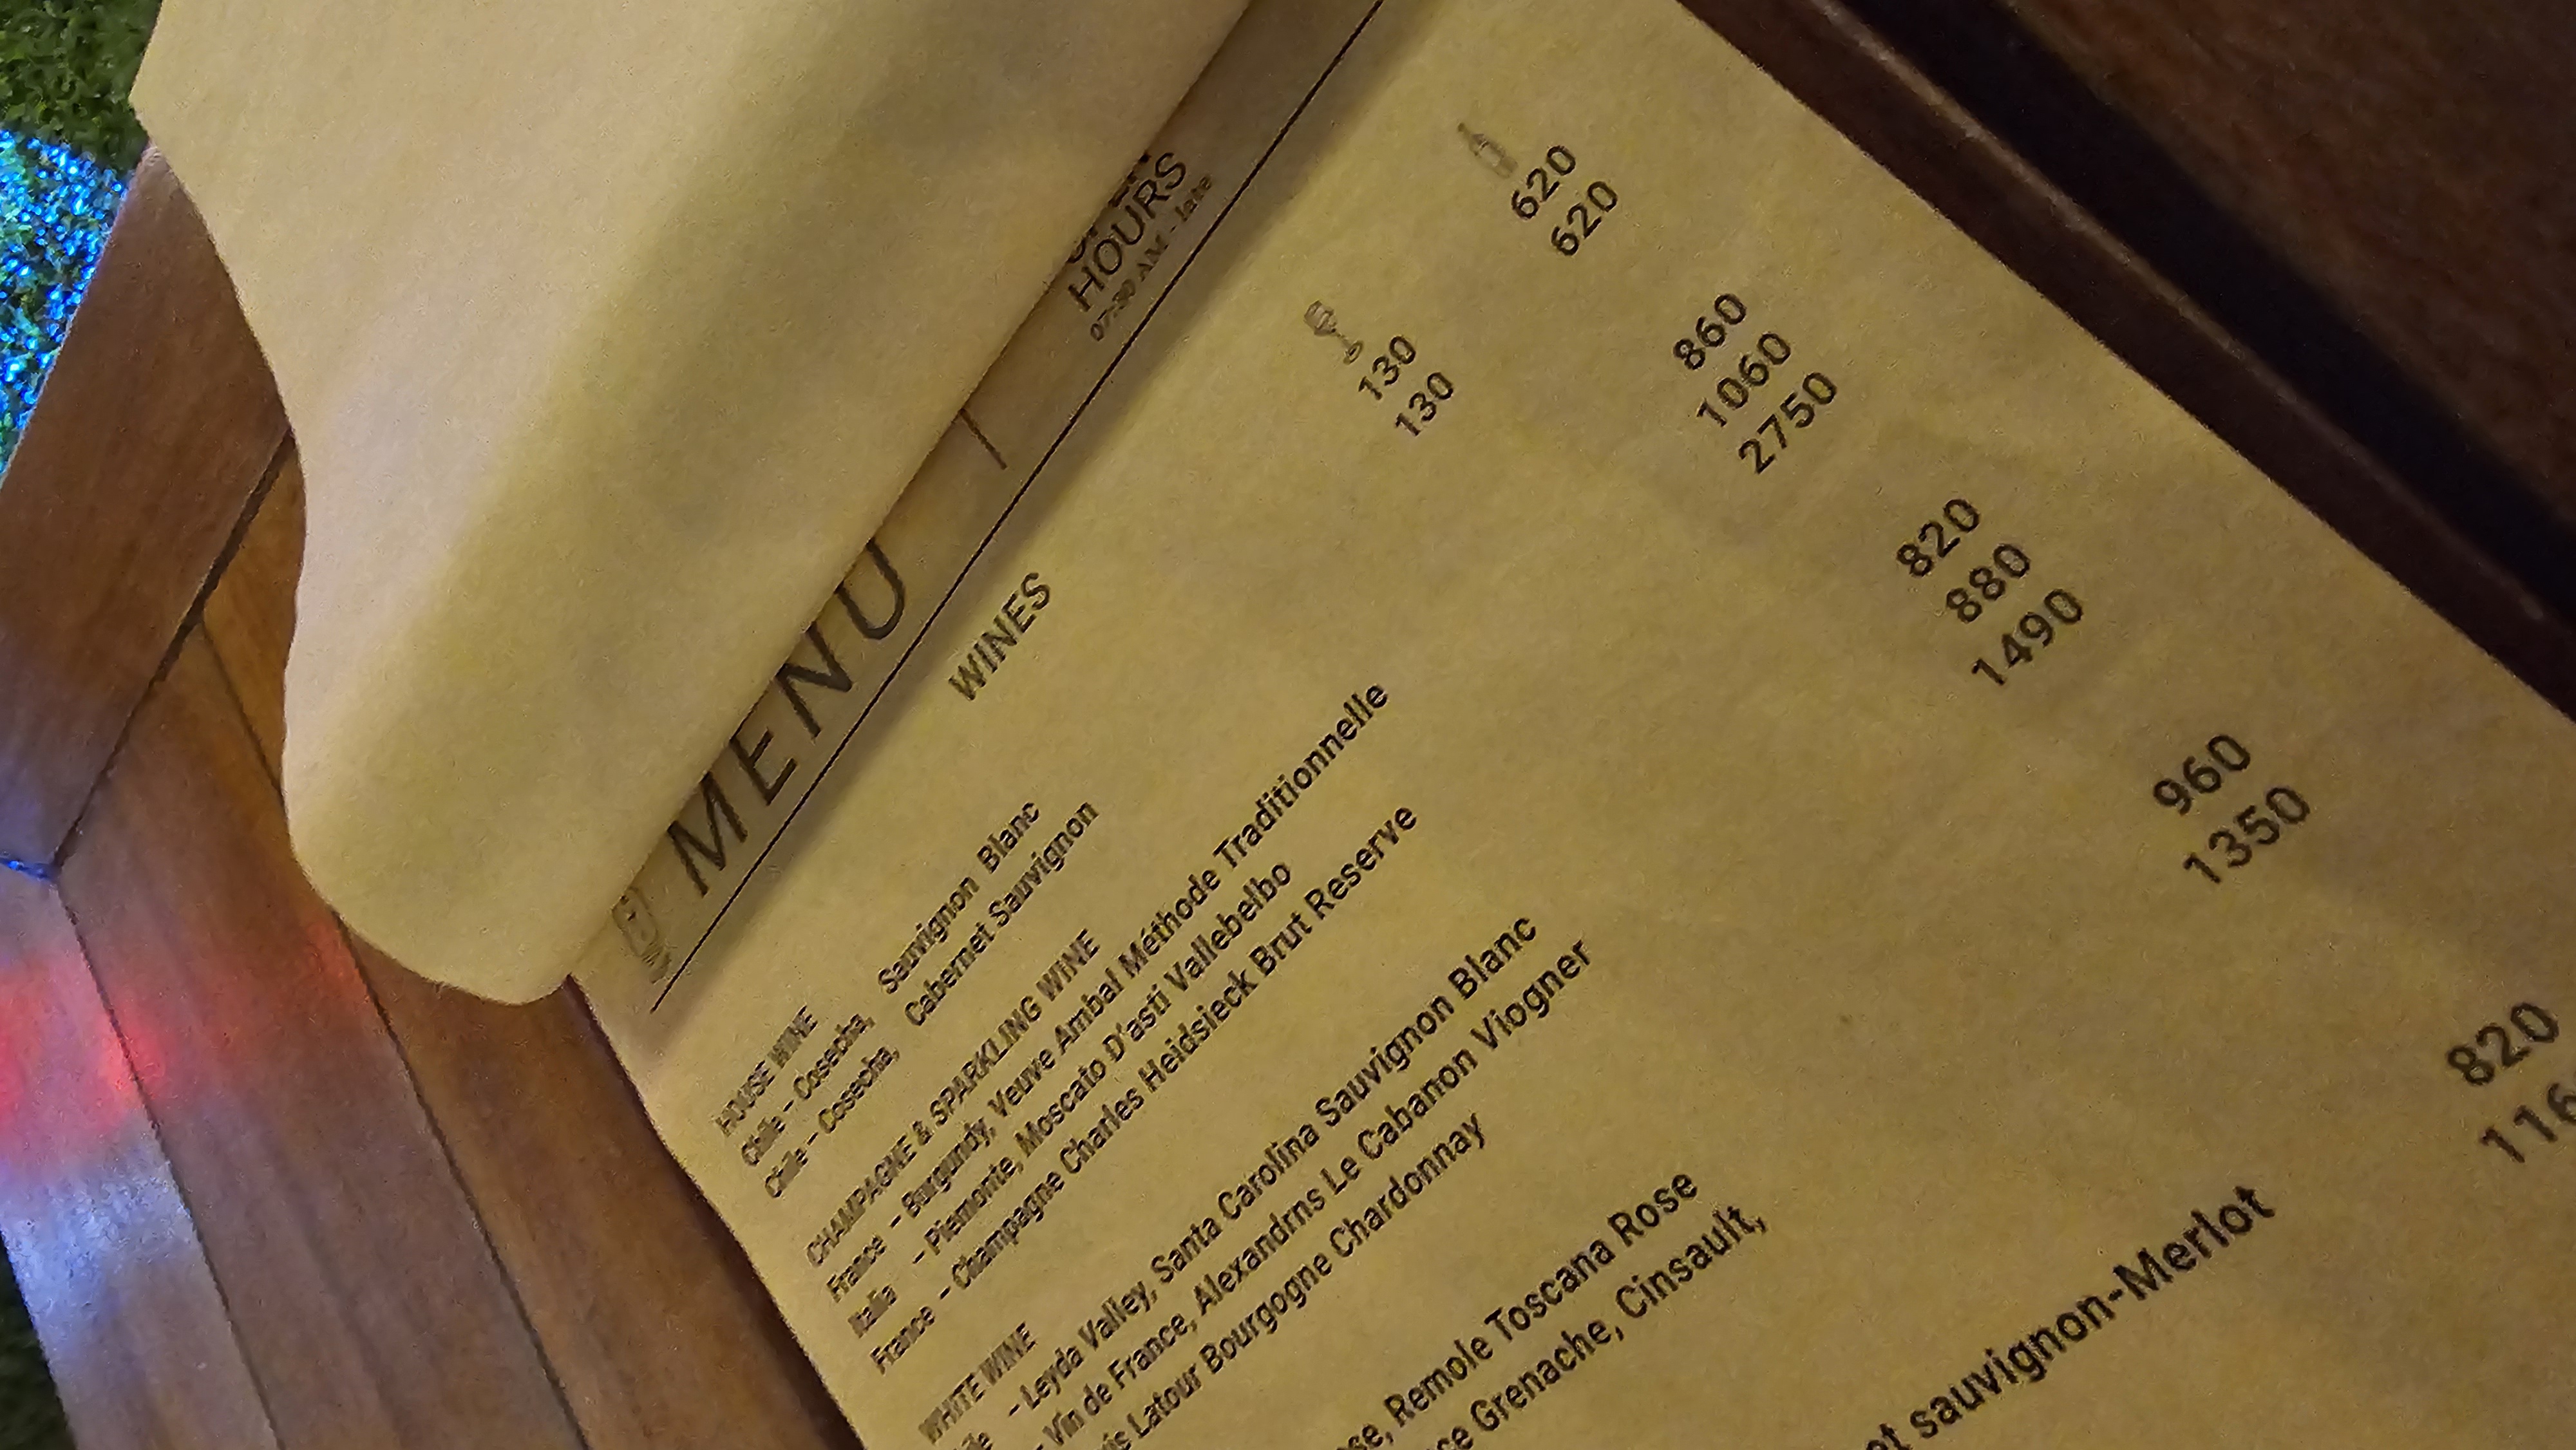 HOURS
07:30 AM - late
MENU
WINES
HOUSE WINE
Chile - Cosecha, Sauvignon Blanc 130 620
Chile - Cosecha, Cabernet Sauvignon 130 620
CHAMPAGNE & SPARKLING WINE
France - Burgundy, Veuve Ambal Méthode Traditionnelle 860
Italia - Piemonte, Moscato D'asti Vallebelbo 1060
France - Champagne Charles Heidsieck Brut Reserve 2750
WHITE WINE
- Leyda Valley, Santa Carolina Sauvignon Blanc 820
- Vin de France, Alexandrns Le Cabanon Viogner 880
Latour Bourgogne Chardonnay 1490
Remole Toscana Rose 960
Grenache, Cinsault, 1350
sauvignon-Merlot 820